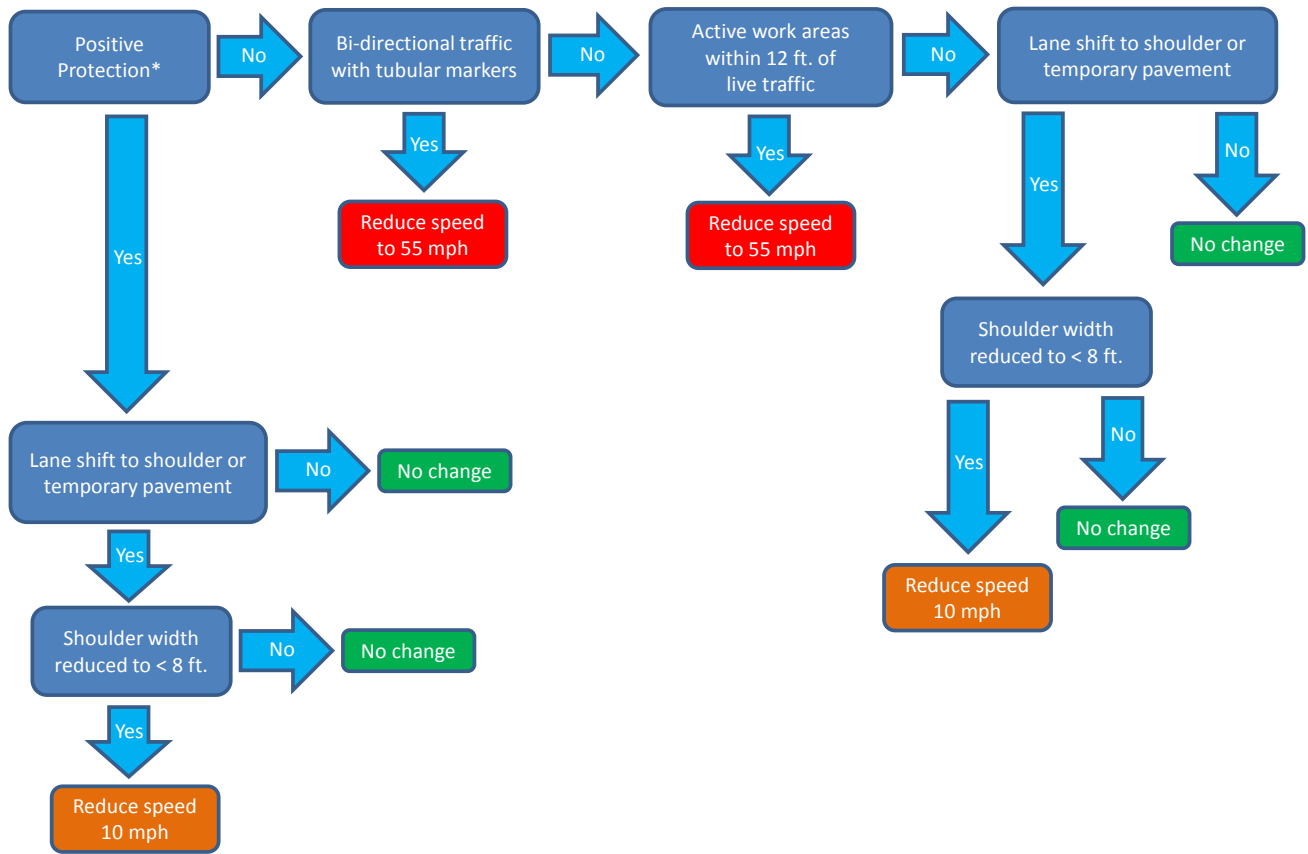 Positive
Protection*
No
Bi-directional traffic
with tubular markers
No
Active work areas
within 12 ft. of
live traffic
No
Lane shift to shoulder or
temporary pavement
Yes
Reduce speed
to 55 mph
Yes
Reduce speed
to 55 mph
Yes
No
No change
Shoulder width
reduced to < 8 ft.
Yes
No
No change
Reduce speed
10 mph
Yes
Lane shift to shoulder or
temporary pavement
No
No change
Yes
Shoulder width
reduced to < 8 ft.
No
No change
Yes
Reduce speed
10 mph